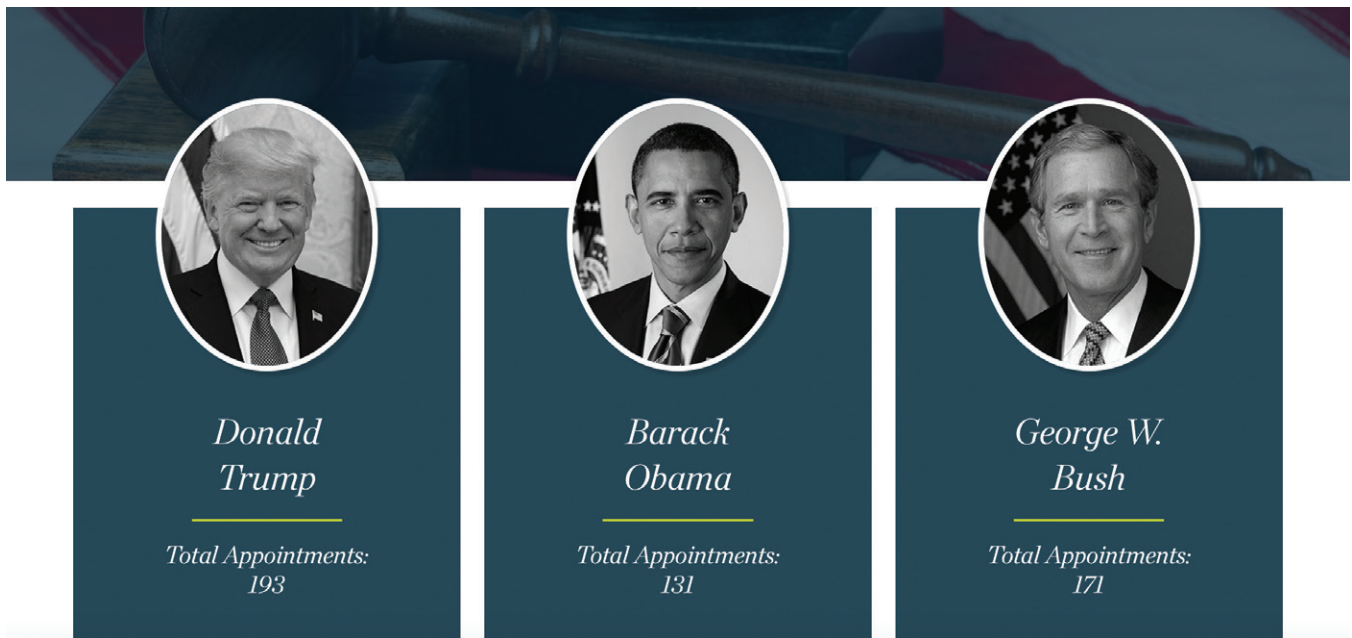 Donald
Trump
Total Appointments:
193
Barack
Obama
Total Appointments:
131
George W.
Bush
Total Appointments:
171